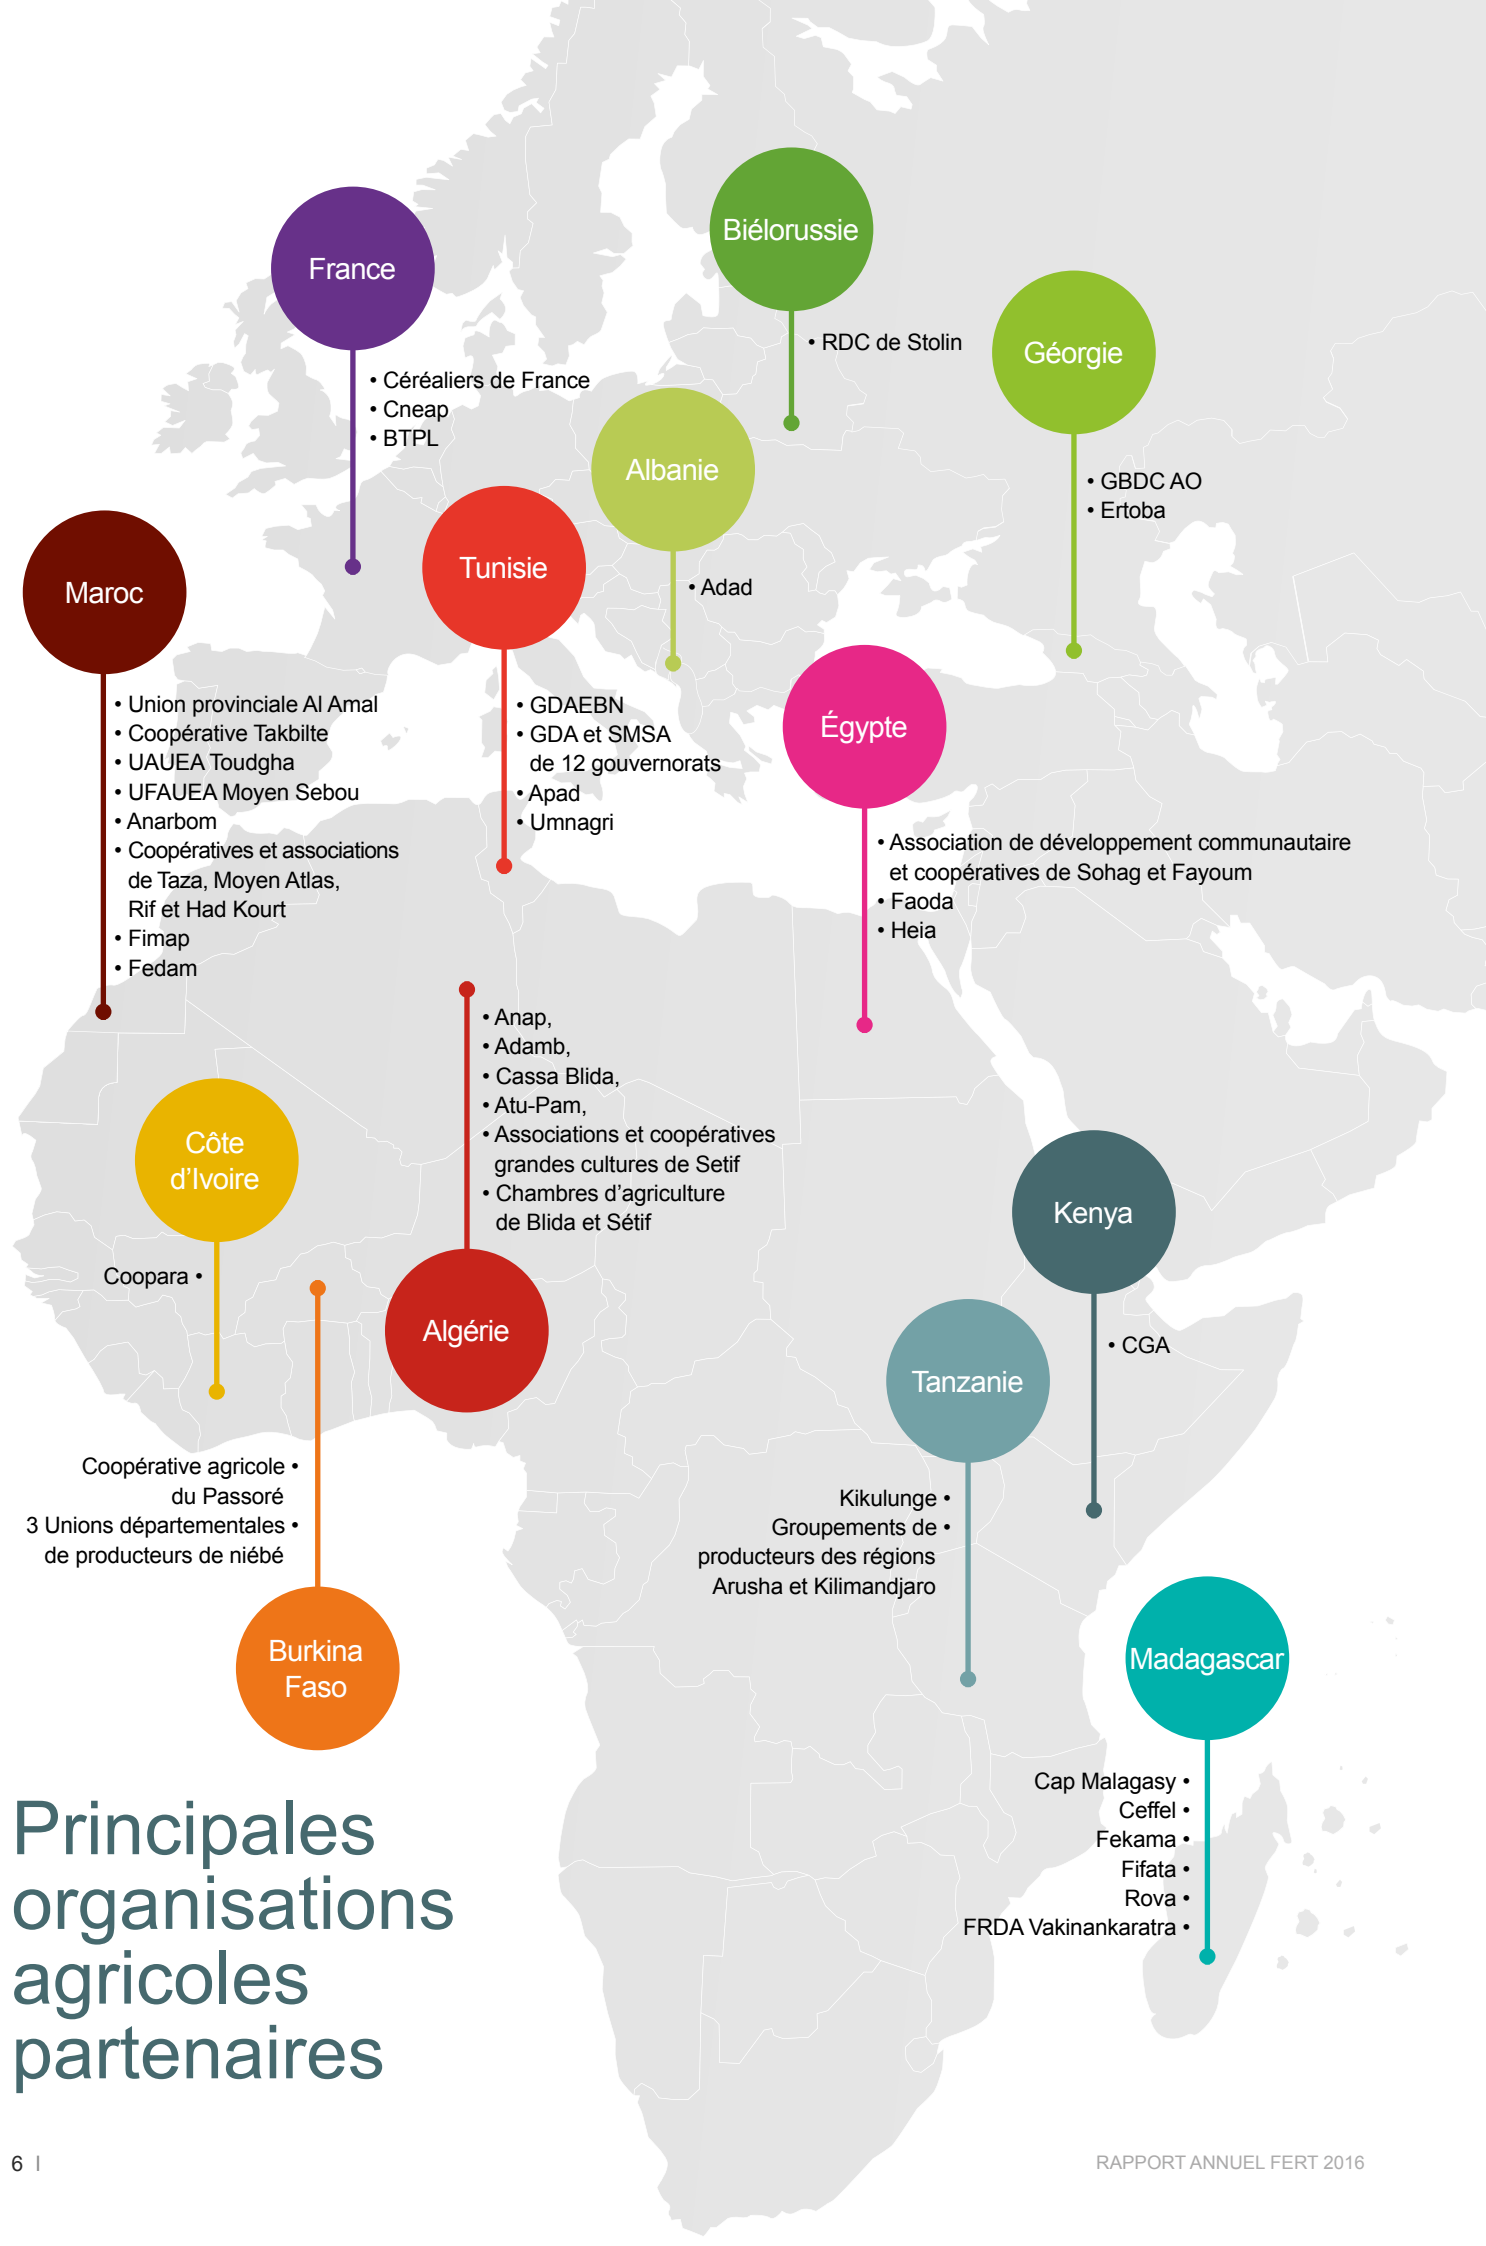 Biélorussie
• RDC de Stolin
France
• Céréaliers de France
• Cneap
• BTPL
Géorgie
• GBDC AO
• Ertoba
Albanie
• Adad
Tunisie
• GDAEBN
• GDA et SMSA
de 12 gouvernorats
• Apad
• Umnagri
Maroc
• Union provinciale Al Amal
• Coopérative Takbilte
• UAUEA Toudgha
• UFAUEA Moyen Sebou
• Anarbom
• Coopératives et associations
de Taza, Moyen Atlas,
Rif et Had Kourt
• Fimap
• Fedam
Égypte
• Association de développement communautaire
et coopératives de Sohag et Fayoum
• Faoda
• Heia
• Anap,
• Adamb,
• Cassa Blida,
• Atu-Pam,
• Associations et coopératives
grandes cultures de Setif
• Chambres d’agriculture
de Blida et Sétif
Algérie
Côte
d’Ivoire
Coopara •
Kenya
• CGA
Tanzanie
Kikulunge •
Groupements de •
producteurs des régions
Arusha et Kilimandjaro
Coopérative agricole •
du Passoré
3 Unions départementales •
de producteurs de niébé
Burkina
Faso
Madagascar
Cap Malagasy •
Ceffel •
Fekama •
Fifata •
Rova •
FRDA Vakinankaratra •
Principales
organisations
agricoles
partenaires
6 I
RAPPORT ANNUEL FERT 2016